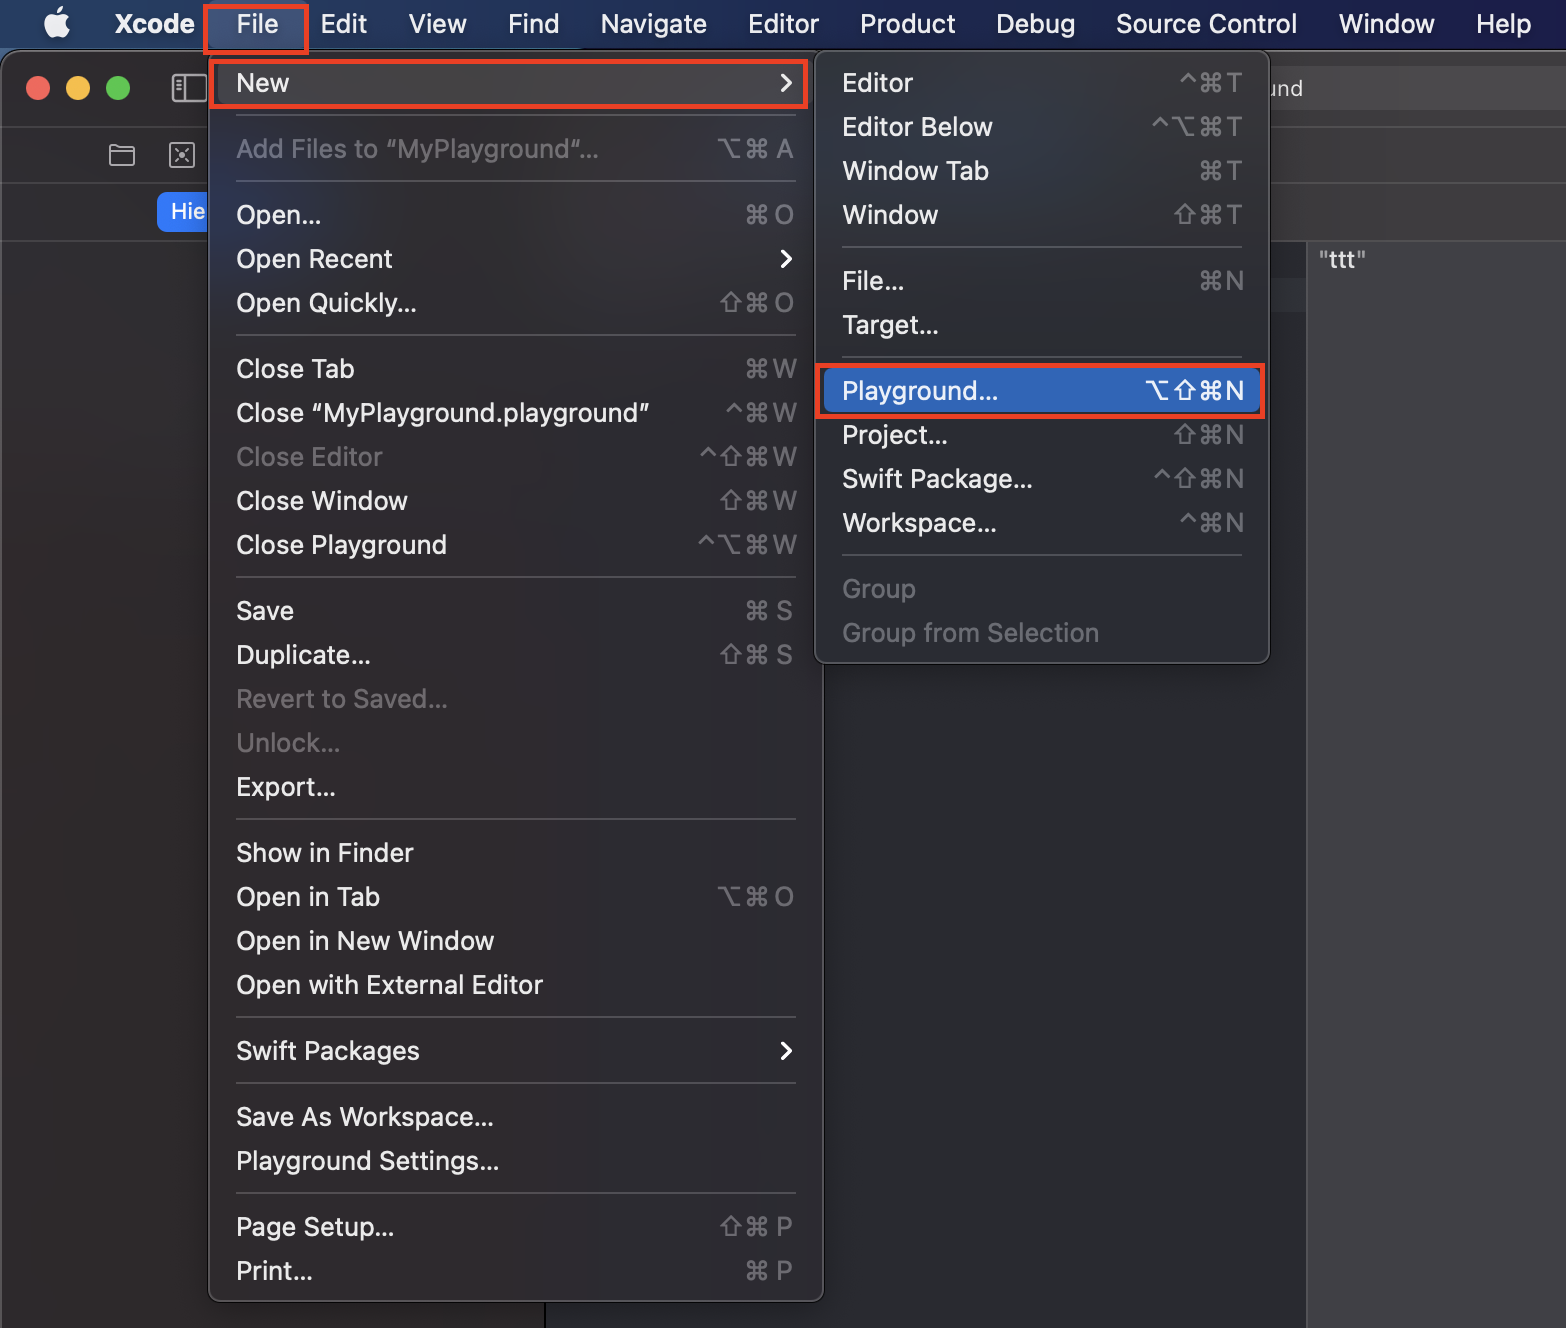 Xcode File Edit View Find Navigate Editor Product Debug Source Control Window Help
New
Add Files to “MyPlayground“... ⌥⌘A
Open... ⌘O
Open Recent
Open Quickly... ⇧⌘O
Close Tab ⌘W
Close “MyPlayground.playground” ^⌘W
Close Editor ^⇧⌘W
Close Window ⇧⌘W
Close Playground ^⌥⌘W
Save ⌘S
Duplicate... ⇧⌘S
Revert to Saved...
Unlock...
Export...
Show in Finder
Open in Tab ⌥⌘O
Open in New Window
Open with External Editor
Swift Packages
Save As Workspace...
Playground Settings...
Page Setup... ⇧⌘P
Print... ⌘P
Editor ^⌘T
Editor Below ^⌥⌘T
Window Tab ⌘T
Window ⇧⌘T
File... ⌘N
Target...
Playground... ⌥⇧⌘N
Project... ⇧⌘N
Swift Package... ^⇧⌘N
Workspace... ^⌘N
Group
Group from Selection
"ttt"